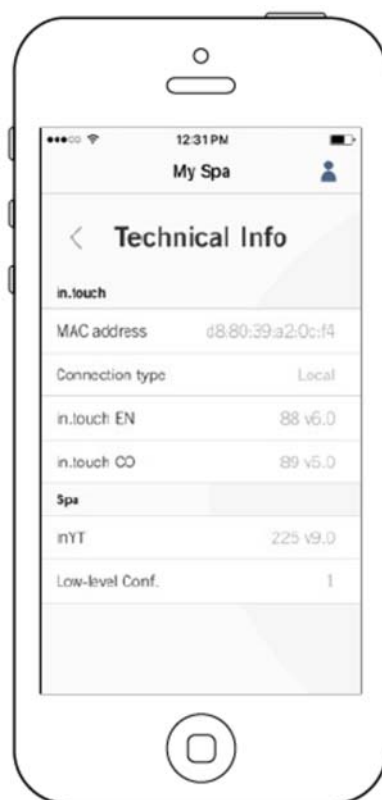 12:31 PM
My Spa
Technical Info
in.touch
MAC address d8:80:39:a2:0c:f4
Connection type Local
in.touch EN 88 v6.0
in.touch CO 89 v5.0
Spa
inYT 225 v9.0
Low-level Conf. 1